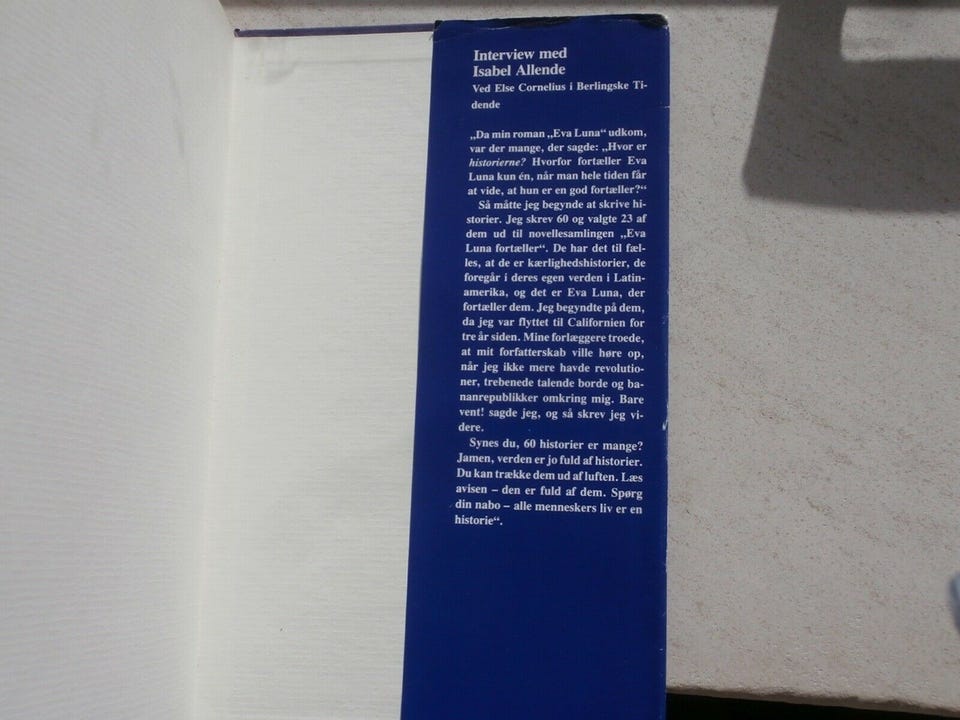 Interview med
Isabel Allende
Ved Else Cornelius i Berlingske Ti-
dende
„Da min roman „Eva Luna“ udkom,
var der mange, der sagde: „Hvor er
historierne? Hvorfor fortæller Eva
Luna kun én, når man hele tiden får
at vide, at hun er en god fortæller?“
Så måtte jeg begynde at skrive hi-
storier. Jeg skrev 60 og valgte 23 af
dem ud til novellesamlingen „Eva
Luna fortæller“. De har det til fæl-
les, at de er kærlighedshistorier, de
foregår i deres egen verden i Latin-
amerika, og det er Eva Luna, der
fortæller dem. Jeg begyndte på dem,
da jeg var flyttet til Californien for
tre år siden. Mine forlæggere troede,
at mit forfatterskab ville høre op,
når jeg ikke mere havde revolutio-
ner, trebenede talende borde og ba-
nanrepublikker omkring mig. Bare
vent! sagde jeg, og så skrev jeg vi-
dere.
Synes du, 60 historier er mange?
Jamen, verden er jo fuld af historier.
Du kan trække dem ud af luften. Læs
avisen – den er fuld af dem. Spørg
din nabo – alle menneskers liv er en
historie“.